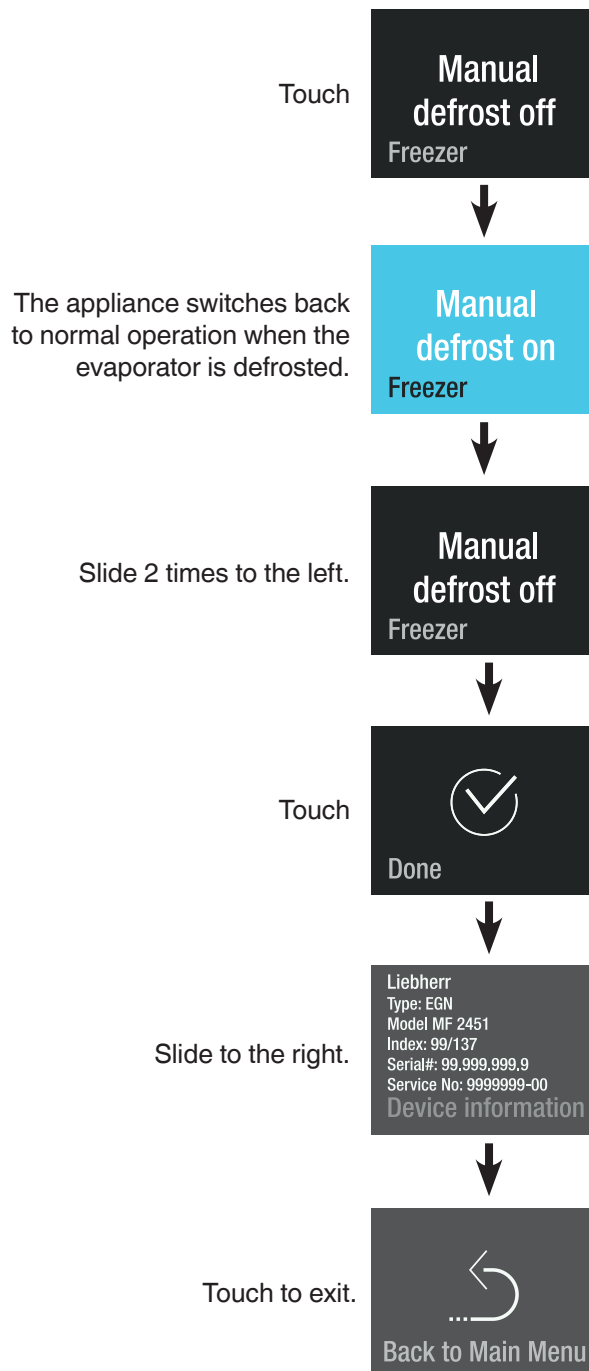 Touch
Manual
defrost off
Freezer
The appliance switches back
to normal operation when the
evaporator is defrosted.
Manual
defrost on
Freezer
Slide 2 times to the left.
Manual
defrost off
Freezer
Touch
Done
Slide to the right.
Liebherr
Type: EGN
Model MF 2451
Index: 99/137
Serial#: 99.999.999.9
Service No: 9999999-00
Device information
Touch to exit.
Back to Main Menu